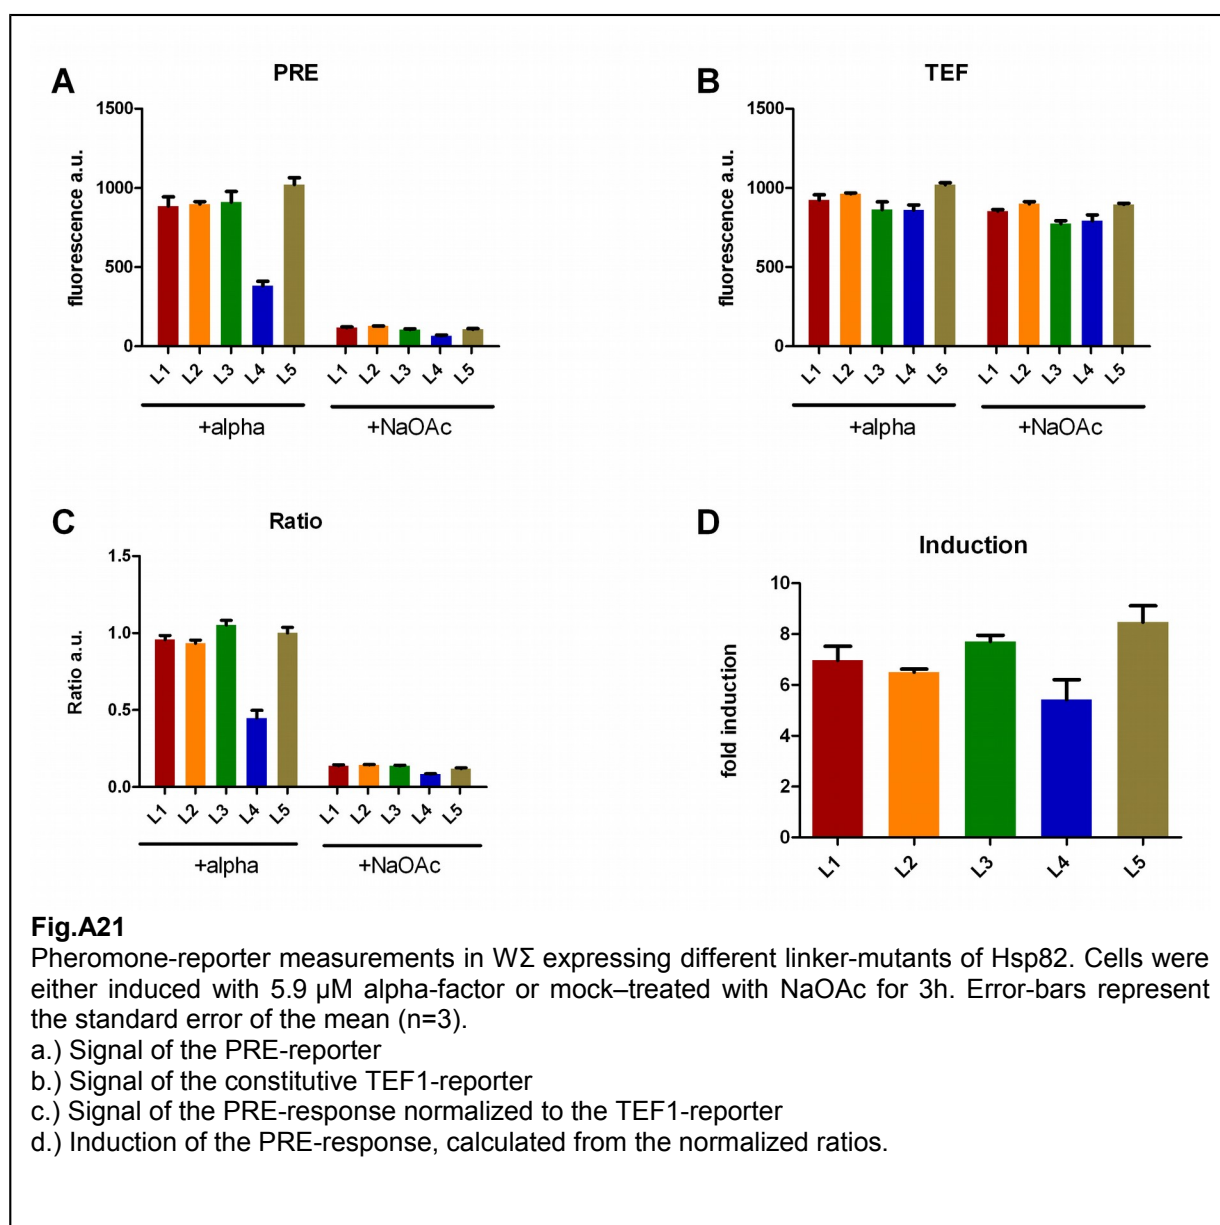 A
PRE
1500
1000
500
0
fluorescence a.u.
L1 L2 L3 L4 L5 L1 L2 L3 L4 L5
+alpha +NaOAc
B
TEF
1500
1000
500
0
fluorescence a.u.
L1 L2 L3 L4 L5 L1 L2 L3 L4 L5
+alpha +NaOAc
C
Ratio
1.5
1.0
0.5
0.0
Ratio a.u.
L1 L2 L3 L4 L5 L1 L2 L3 L4 L5
+alpha +NaOAc
D
Induction
10
8
6
4
2
0
fold induction
L1 L2 L3 L4 L5
Fig.A21
Pheromone-reporter measurements in WΣ expressing different linker-mutants of Hsp82. Cells were
either induced with 5.9 µM alpha-factor or mock–treated with NaOAc for 3h. Error-bars represent
the standard error of the mean (n=3).
a.) Signal of the PRE-reporter
b.) Signal of the constitutive TEF1-reporter
c.) Signal of the PRE-response normalized to the TEF1-reporter
d.) Induction of the PRE-response, calculated from the normalized ratios.